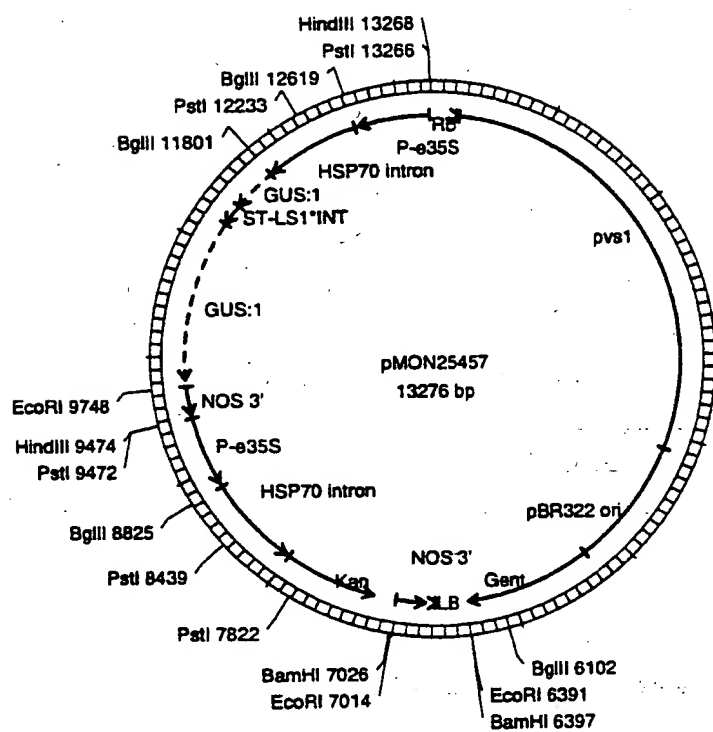 HindIII 13268
PstI 13266
BglII 12619
PstI 12233
BglII 11801
RB
P-e35S
HSP70 intron
GUS:1
ST-LS1*INT
pvs1
GUS:1
pMON25457
13276 bp
EcoRI 9748
NOS 3'
HindIII 9474
P-e35S
PstI 9472
HSP70 intron
BglII 8825
pBR322 ori
PstI 8439
NOS 3'
Kan
Gent
LB
PstI 7822
BamHI 7026
BglII 6102
EcoRI 7014
EcoRI 6391
BamHI 6397